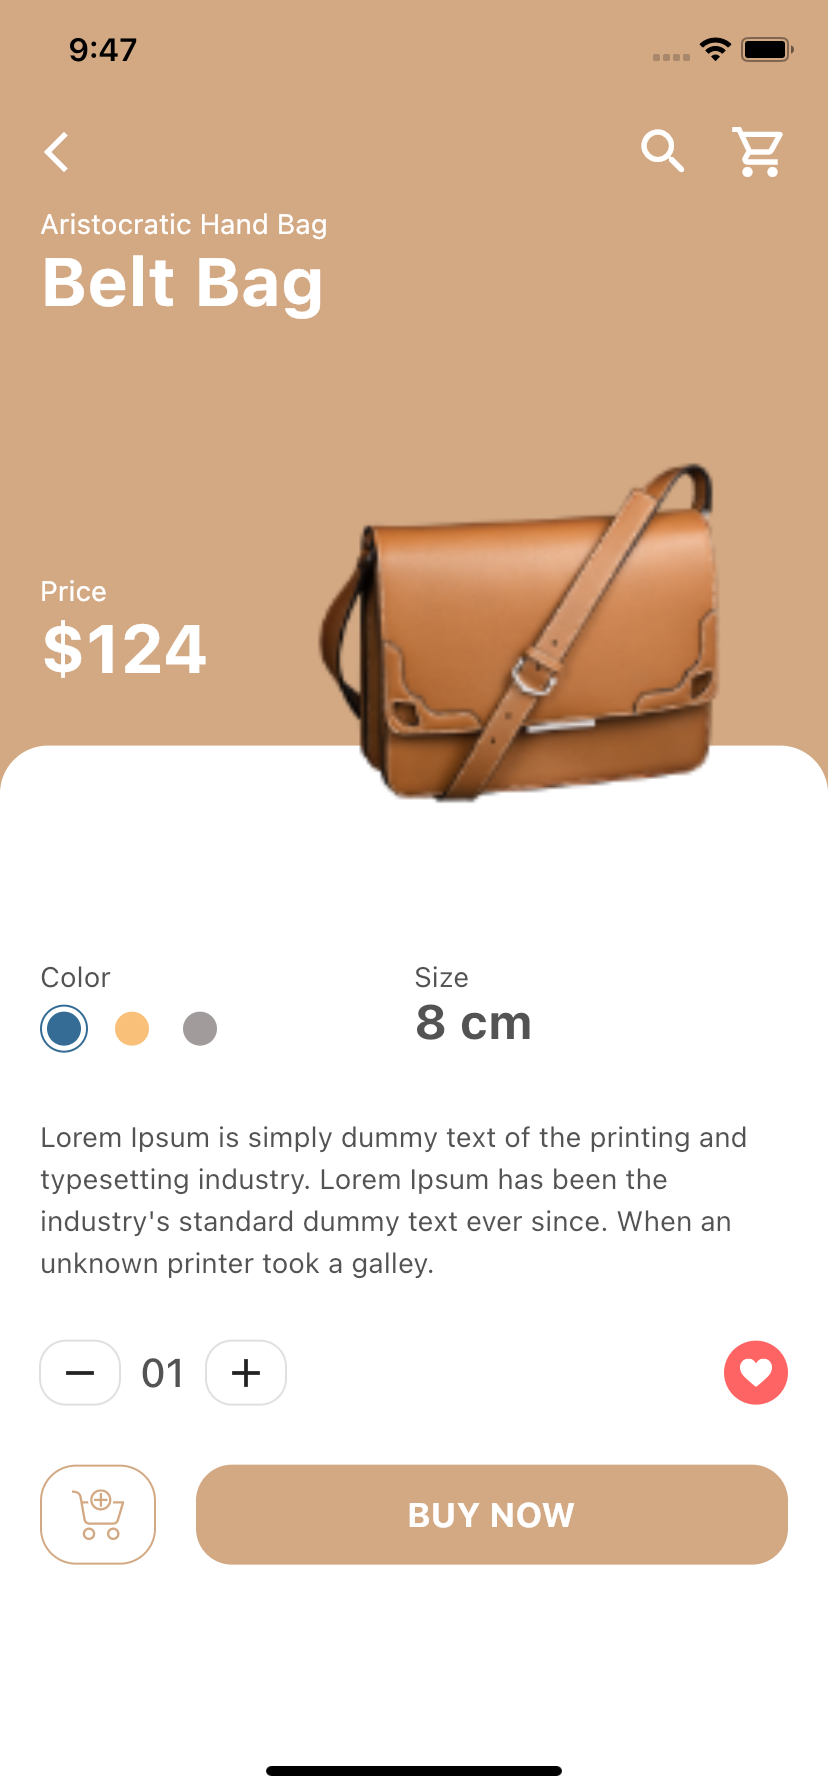 9:47
Aristocratic Hand Bag
Belt Bag
Price
$124
Color
Size
8 cm
Lorem Ipsum is simply dummy text of the printing and
typesetting industry. Lorem Ipsum has been the
industry's standard dummy text ever since. When an
unknown printer took a galley.
01
BUY NOW